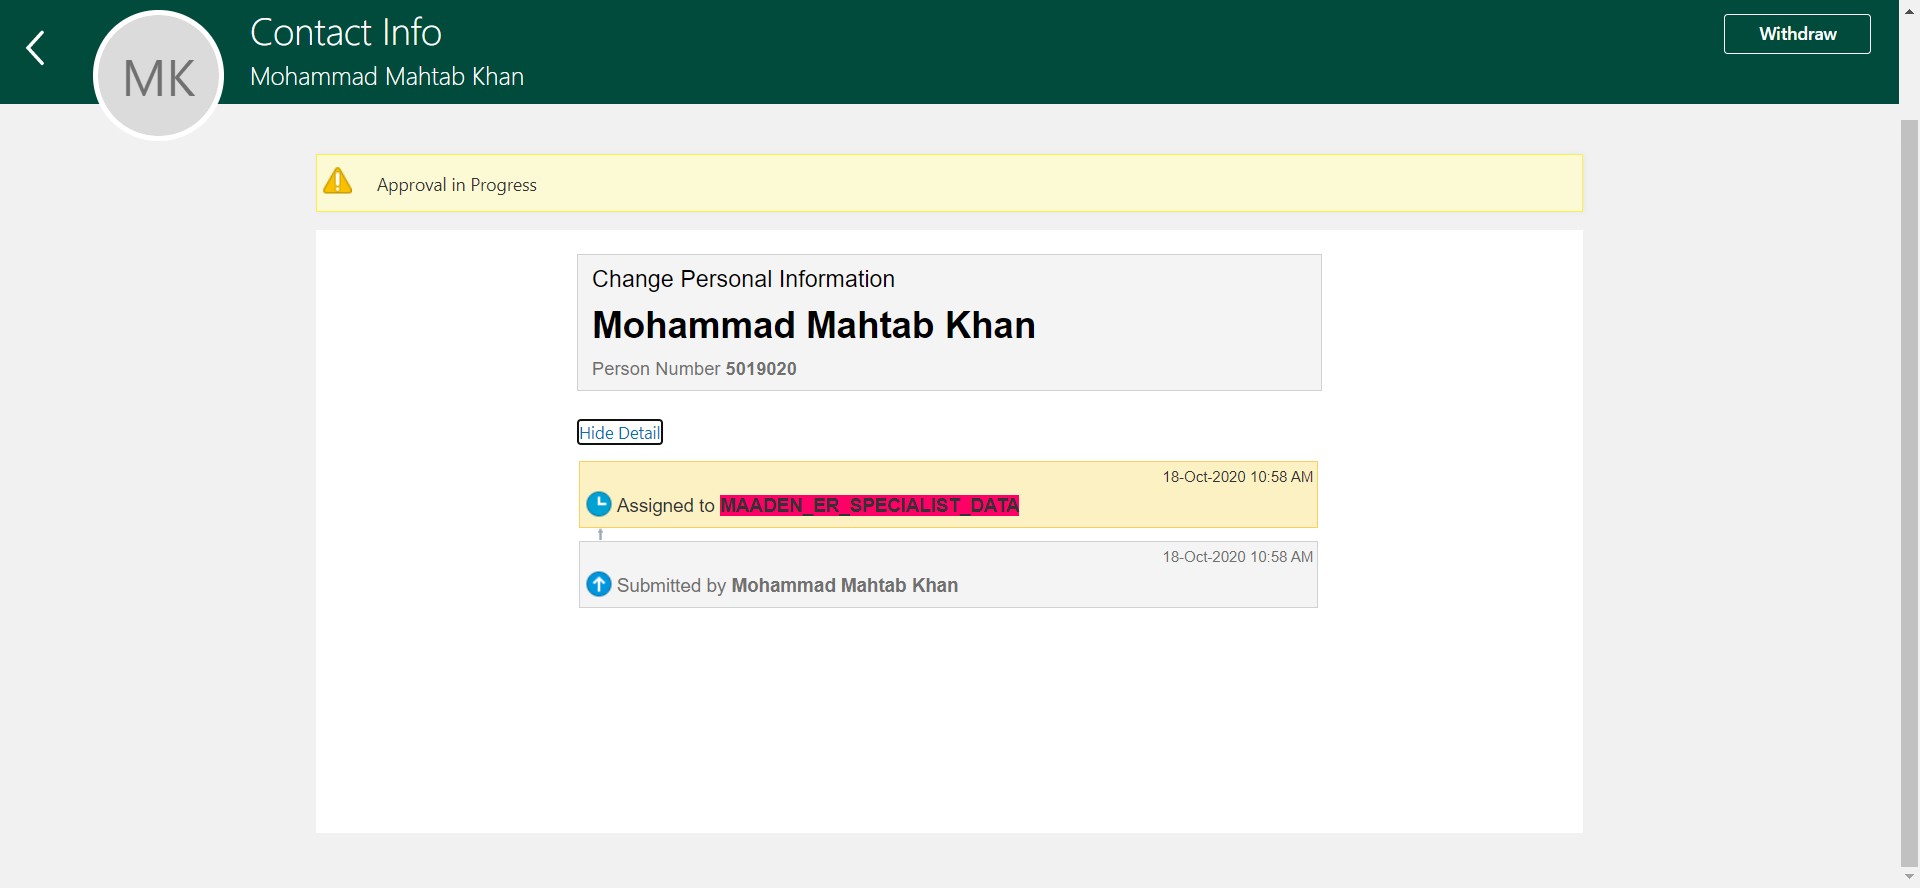 Contact Info
Withdraw
MK
Mohammad Mahtab Khan
Approval in Progress
Change Personal Information
Mohammad Mahtab Khan
Person Number 5019020
Hide Detail
18-Oct-2020 10:58 AM
Assigned to MAADEN_ER_SPECIALIST_DATA
18-Oct-2020 10:58 AM
Submitted by Mohammad Mahtab Khan